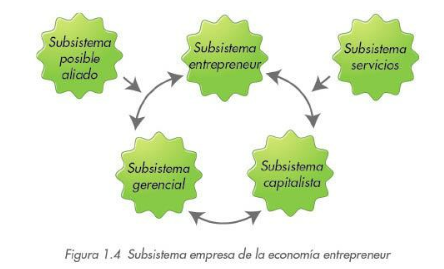 Subsistema
posible
aliado
Subsistema
entrepreneur
Subsistema
servicios
Subsistema
gerencial
Subsistema
capitalista
Figura 1.4 Subsistema empresa de la economía entrepreneur